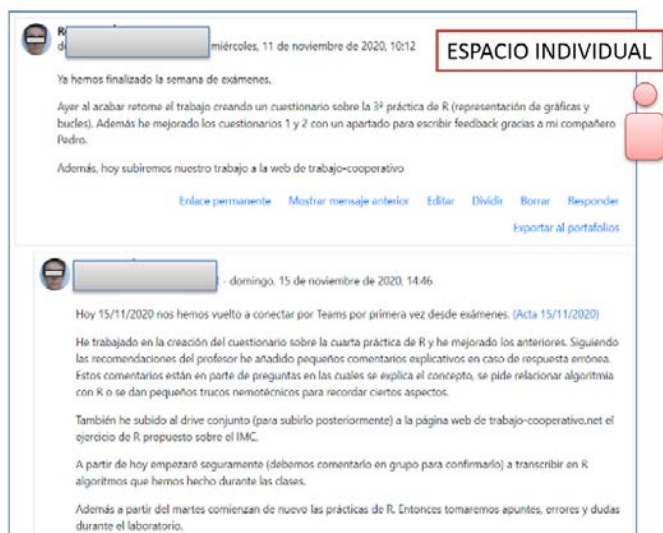 R
de
miércoles, 11 de noviembre de 2020, 10:12
ESPACIO INDIVIDUAL
Ya hemos finalizado la semana de exámenes.
Ayer al acabar retome el trabajo creando un cuestionario sobre la 3ª práctica de R (representación de gráficas y
bucles). Además he mejorado los cuestionarios 1 y 2 con un apartado para escribir feedback gracias a mi compañero
Pedro.
Además, hoy subiremos nuestro trabajo a la web de trabajo-cooperativo
Enlace permanente Mostrar mensaje anterior Editar Dividir Borrar Responder
Exportar al portafolios
- domingo, 15 de noviembre de 2020, 14:46
Hoy 15/11/2020 nos hemos vuelto a conectar por Teams por primera vez desde exámenes. (Acta 15/11/2020)
He trabajado en la creación del cuestionario sobre la cuarta práctica de R y he mejorado los anteriores. Siguiendo
las recomendaciones del profesor he añadido pequeños comentarios explicativos en caso de respuesta errónea.
Estos comentarios están en parte de preguntas en las cuales se explica el concepto, se pide relacionar algoritmia
con R o se dan pequeños trucos nemotécnicos para recordar ciertos aspectos.
También he subido al drive conjunto (para subirlo posteriormente) a la página web de trabajo-cooperativo.net el
ejercicio de R propuesto sobre el IMC.
A partir de hoy empezaré seguramente (debemos comentarlo en grupo para confirmarlo) a transcribir en R
algoritmos que hemos hecho durante las clases.
Además a partir del martes comienzan de nuevo las prácticas de R. Entonces tomaremos apuntes, errores y dudas
durante el laboratorio.